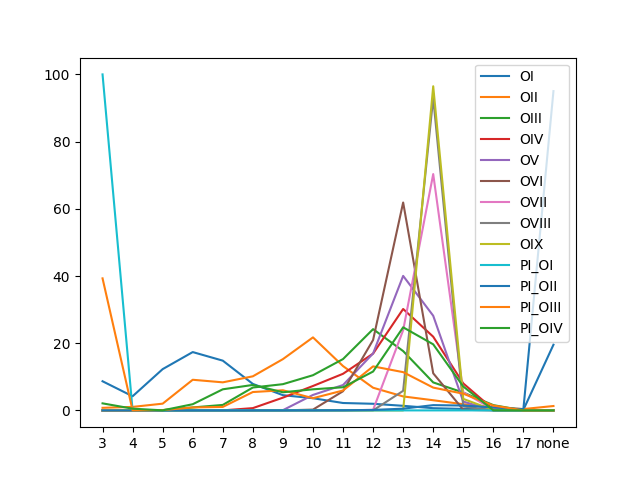 100
80
60
40
20
0
3 4 5 6 7 8 9 10 11 12 13 14 15 16 17 none
OI
OII
OIII
OIV
OV
OVI
OVII
OVIII
OIX
PI_OI
PI_OII
PI_OIII
PI_OIV